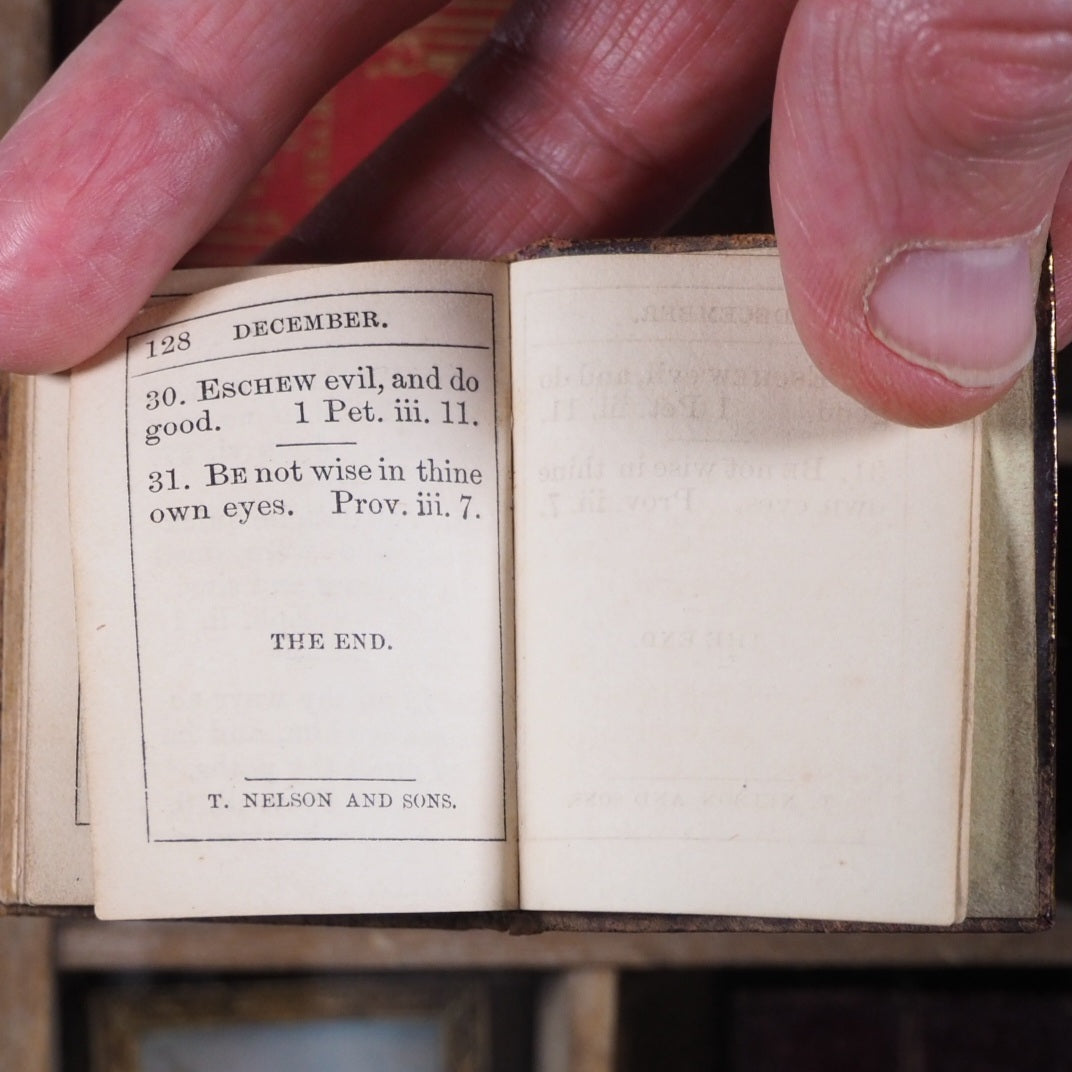 128 DECEMBER.
30. ESCHEW evil, and do
good. 1 Pet. iii. 11.
31. BE not wise in thine
own eyes. Prov. iii. 7.
THE END.
T. NELSON AND SONS.